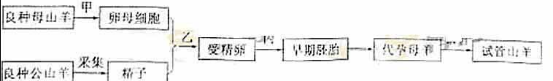 良种母山羊 甲 卵母细胞
乙 受精卵 丙 早期胚胎 代孕母羊 试管山羊
良种公山羊 采集 精子